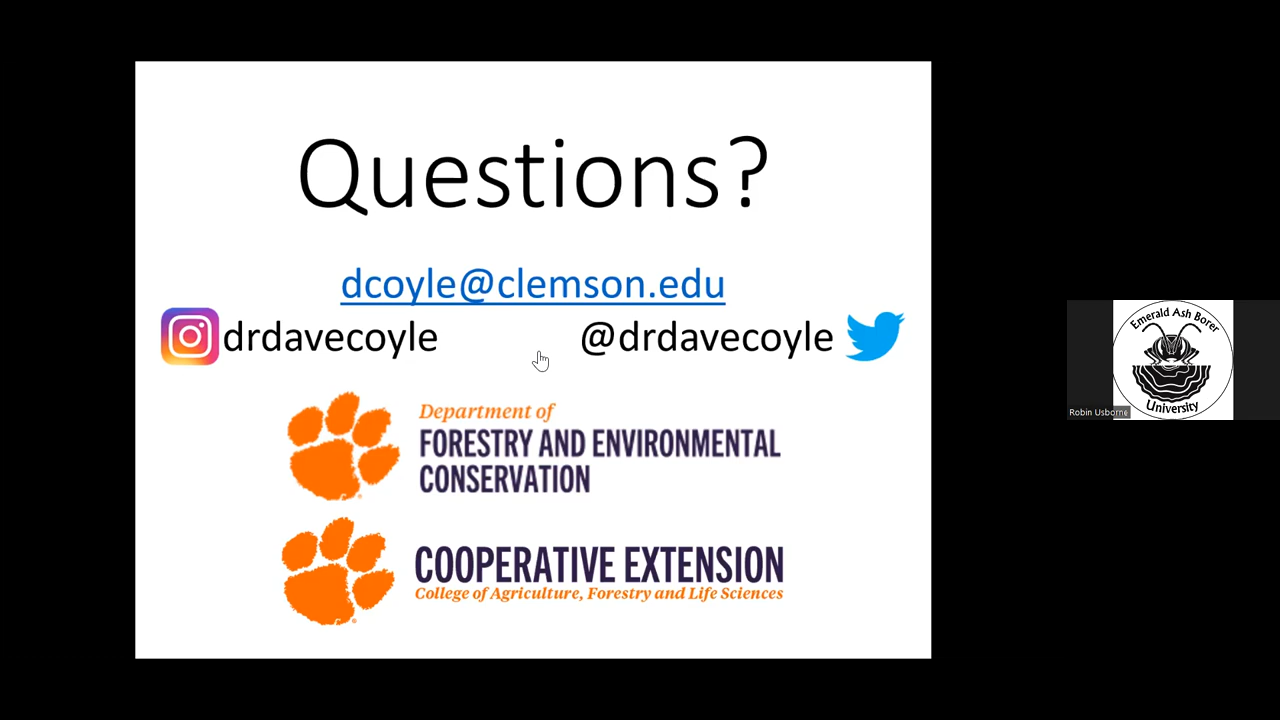 Questions?
dcoyle@clemson.edu
drdavecoyle
@drdavecoyle
Department of
FORESTRY AND ENVIRONMENTAL
CONSERVATION
COOPERATIVE EXTENSION
College of Agriculture, Forestry and Life Sciences
Emerald Ash Borer
University
Robin Usborne